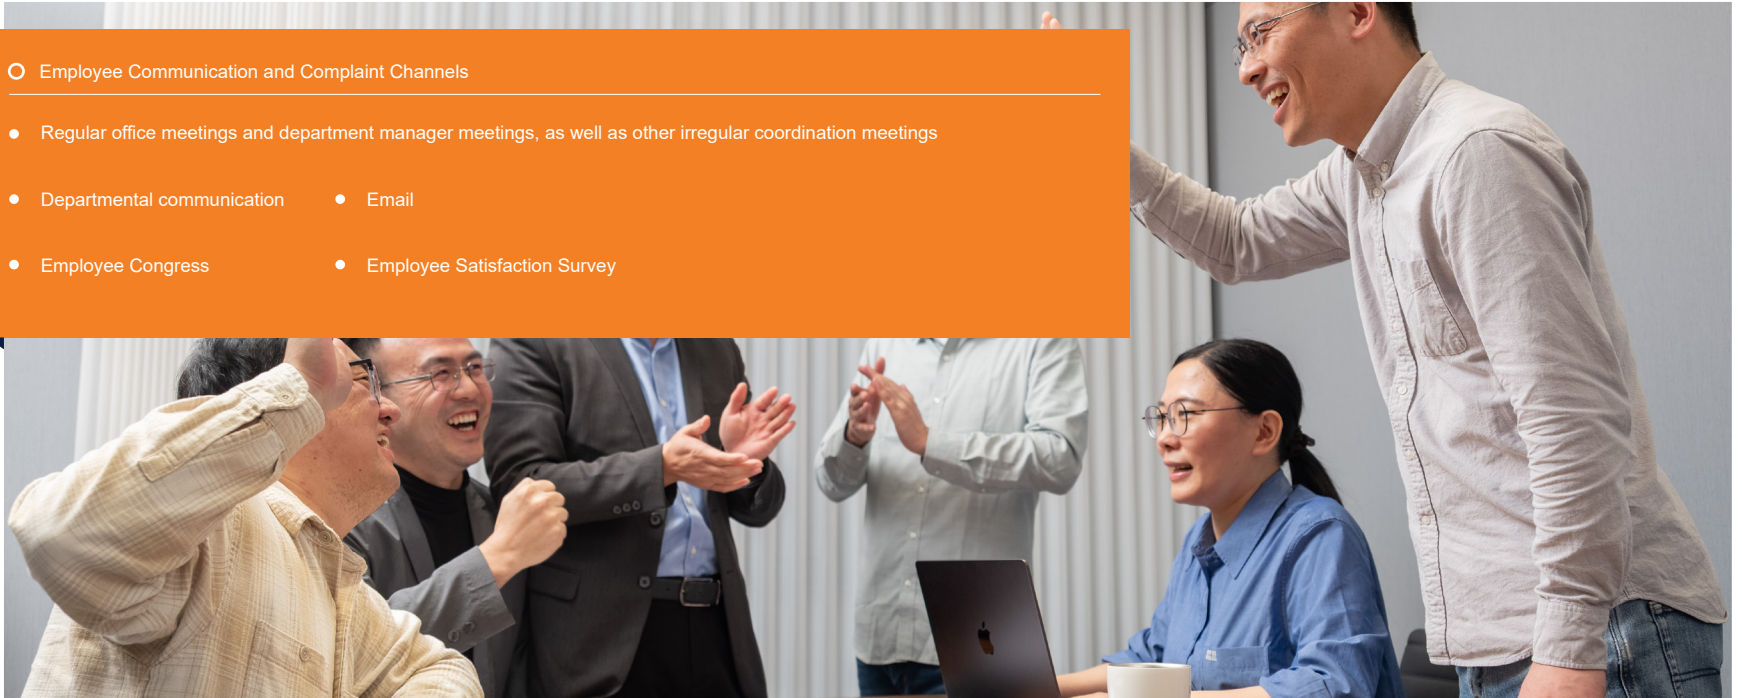 Employee Communication and Complaint Channels
Regular office meetings and department manager meetings, as well as other irregular coordination meetings
Departmental communication
Email
Employee Congress
Employee Satisfaction Survey